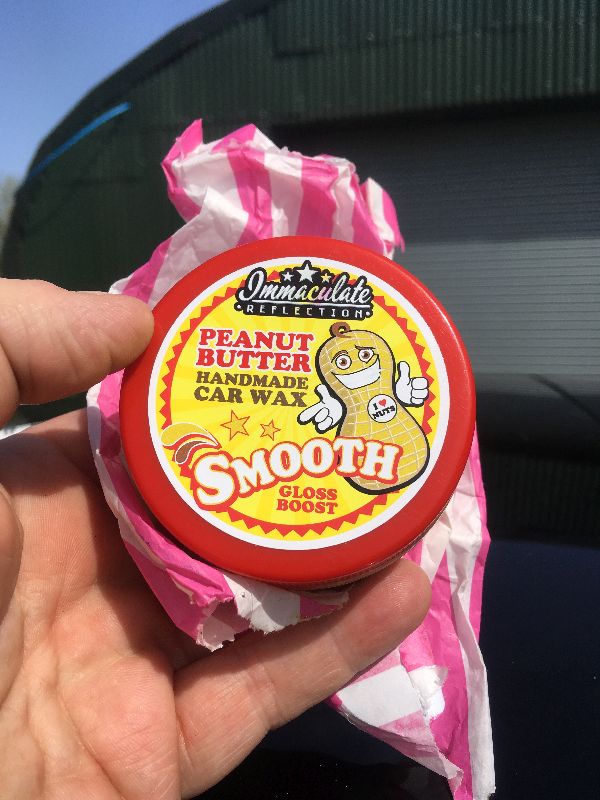 Immaculate
REFLECTION
PEANUT
BUTTER
HANDMADE
CAR WAX
I ♥
NUTS
SMOOTH
GLOSS
BOOST